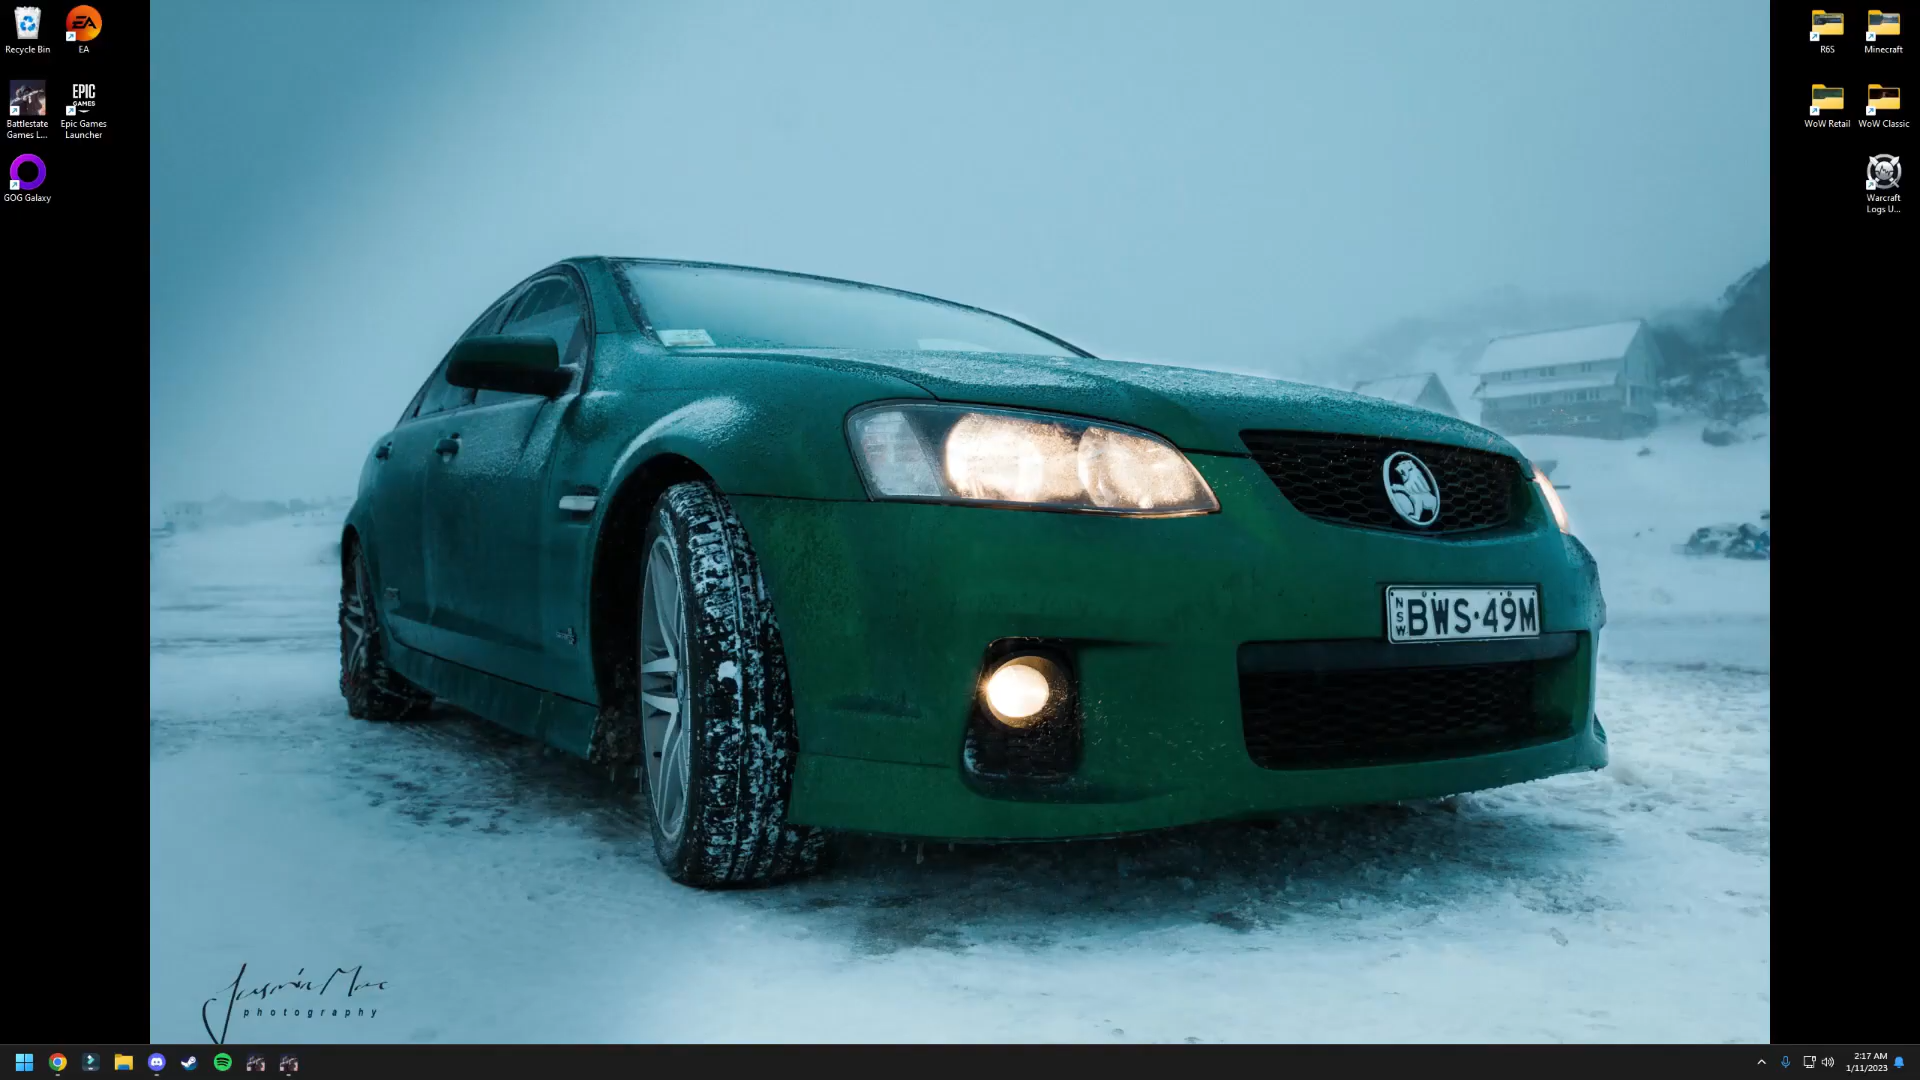 Recycle Bin
EA
Battlestate
Games L...
EPIC
GAMES
Epic Games
Launcher
GOG Galaxy
R6S
Minecraft
WoW Retail
WoW Classic
Warcraft
Logs U...
NSW
BWS·49M
photography
2:17 AM
1/11/2023